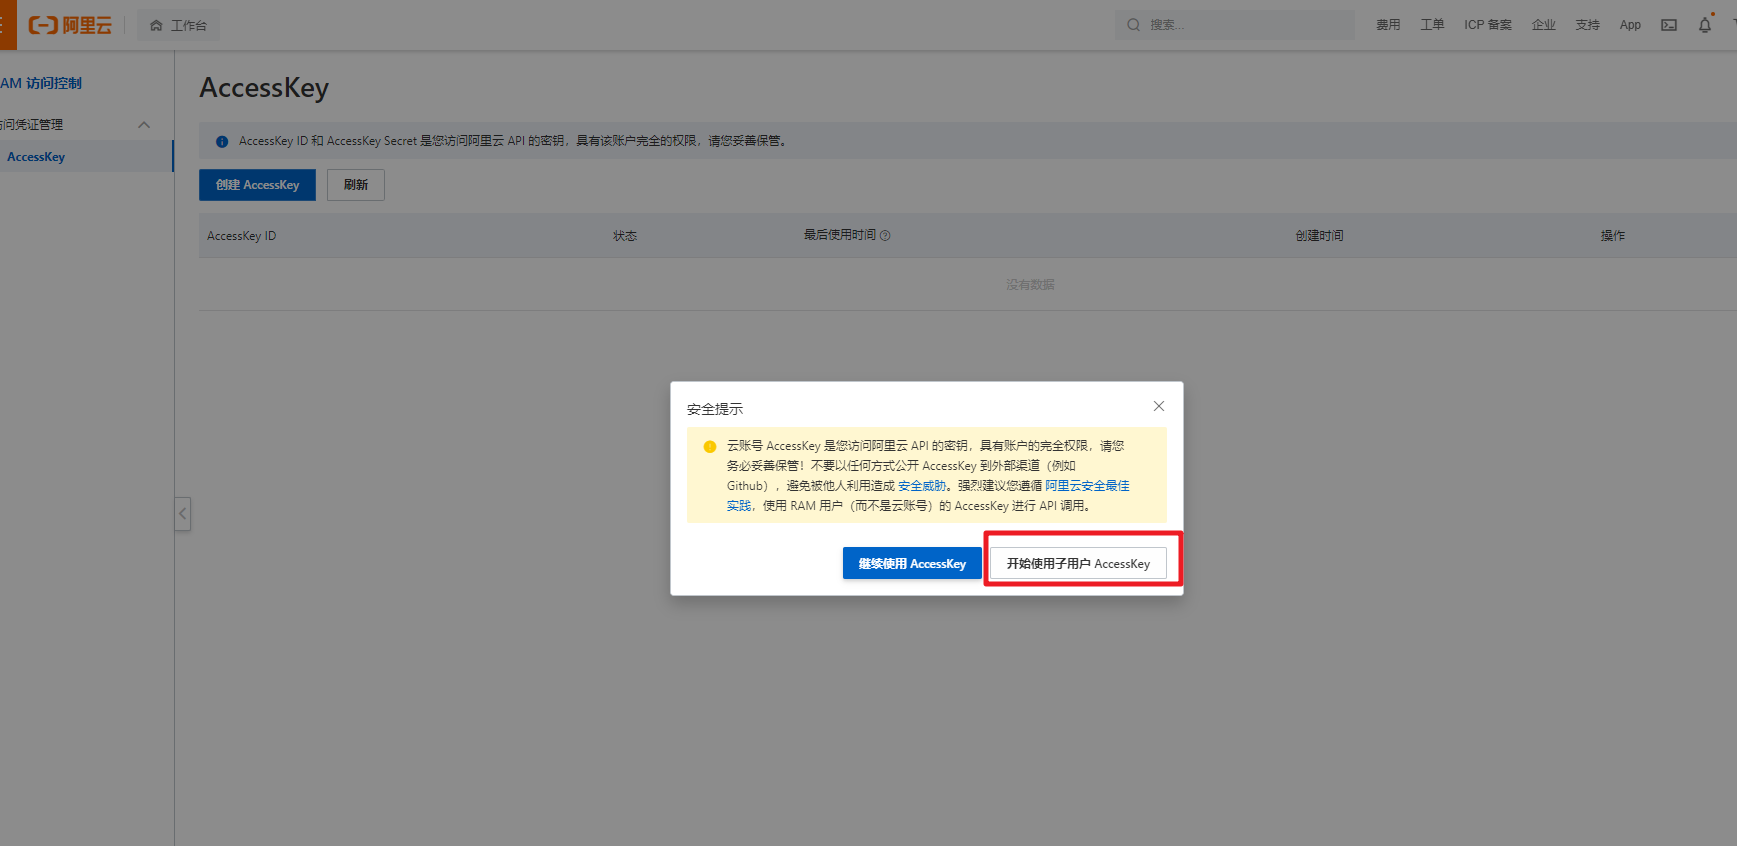 阿里云
工作台
搜索...
费用
工单
ICP 备案
企业
支持
App
AM 访问控制
问凭证管理
AccessKey
AccessKey
AccessKey ID 和 AccessKey Secret 是您访问阿里云 API 的密钥，具有该账户完全的权限，请您妥善保管。
创建 AccessKey
刷新
AccessKey ID
状态
最后使用时间
创建时间
操作
没有数据
安全提示
云账号 AccessKey 是您访问阿里云 API 的密钥，具有账户的完全权限，请您
务必妥善保管！不要以任何方式公开 AccessKey 到外部渠道（例如
Github），避免被他人利用造成 安全威胁。强烈建议您遵循 阿里云安全最佳
实践，使用 RAM 用户（而不是云账号）的 AccessKey 进行 API 调用。
继续使用 AccessKey
开始使用子用户 AccessKey